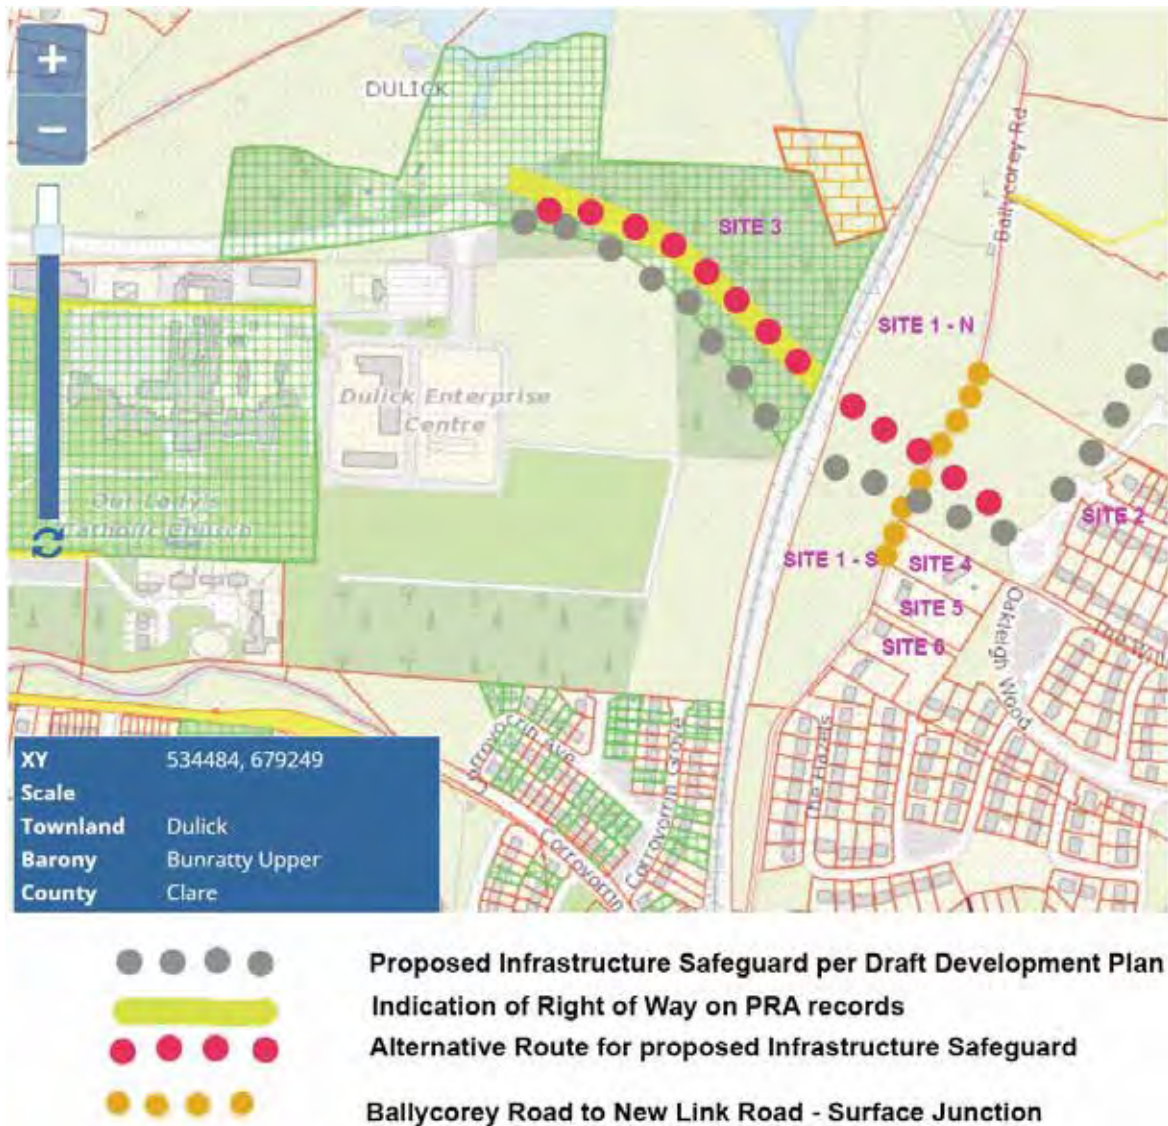 +
−
DULICK
SITE 3
Ballycorey Rd
SITE 1 - N
Dulick Enterprise
Centre
Our Lady's
Church
SITE 2
SITE 1 - S
SITE 4
SITE 5
SITE 6
Oakleigh Wood
The
The Hazels
Corrovorrin Ave
Corrovorrin Grove
Corrovorrin
XY 534484, 679249
Scale
Townland Dulick
Barony Bunratty Upper
County Clare
Proposed Infrastructure Safeguard per Draft Development Plan
Indication of Right of Way on PRA records
Alternative Route for proposed Infrastructure Safeguard
Ballycorey Road to New Link Road - Surface Junction